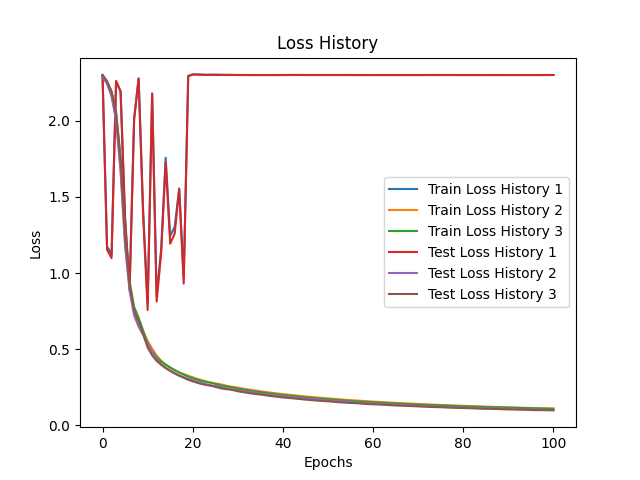 Loss History
2.0
1.5
1.0
0.5
0.0
Loss
Train Loss History 1
Train Loss History 2
Train Loss History 3
Test Loss History 1
Test Loss History 2
Test Loss History 3
0 20 40 60 80 100
Epochs